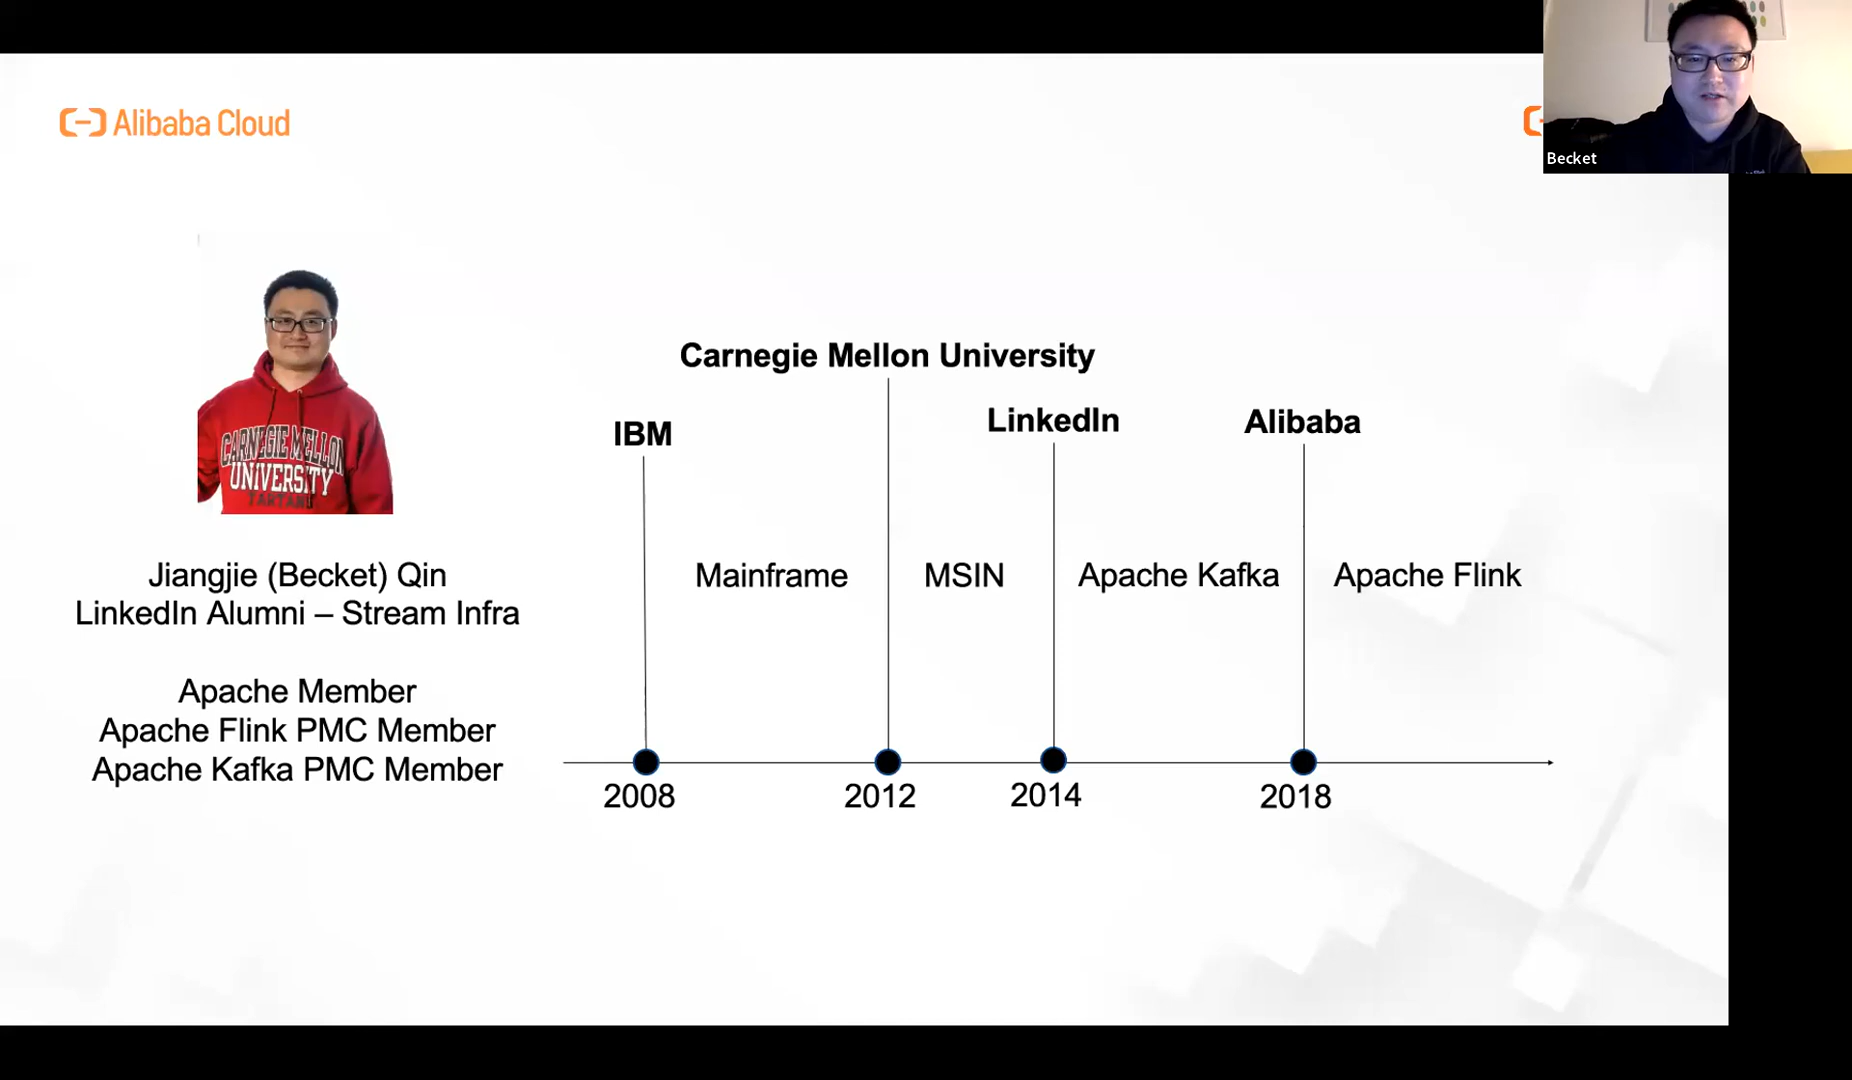 Alibaba Cloud
Becket
CARNEGIE MELLON
UNIVERSITY
TARTANS
Carnegie Mellon University
IBM
LinkedIn
Alibaba
Mainframe
MSIN
Apache Kafka
Apache Flink
Jiangjie (Becket) Qin
LinkedIn Alumni – Stream Infra
Apache Member
Apache Flink PMC Member
Apache Kafka PMC Member
2008
2012
2014
2018